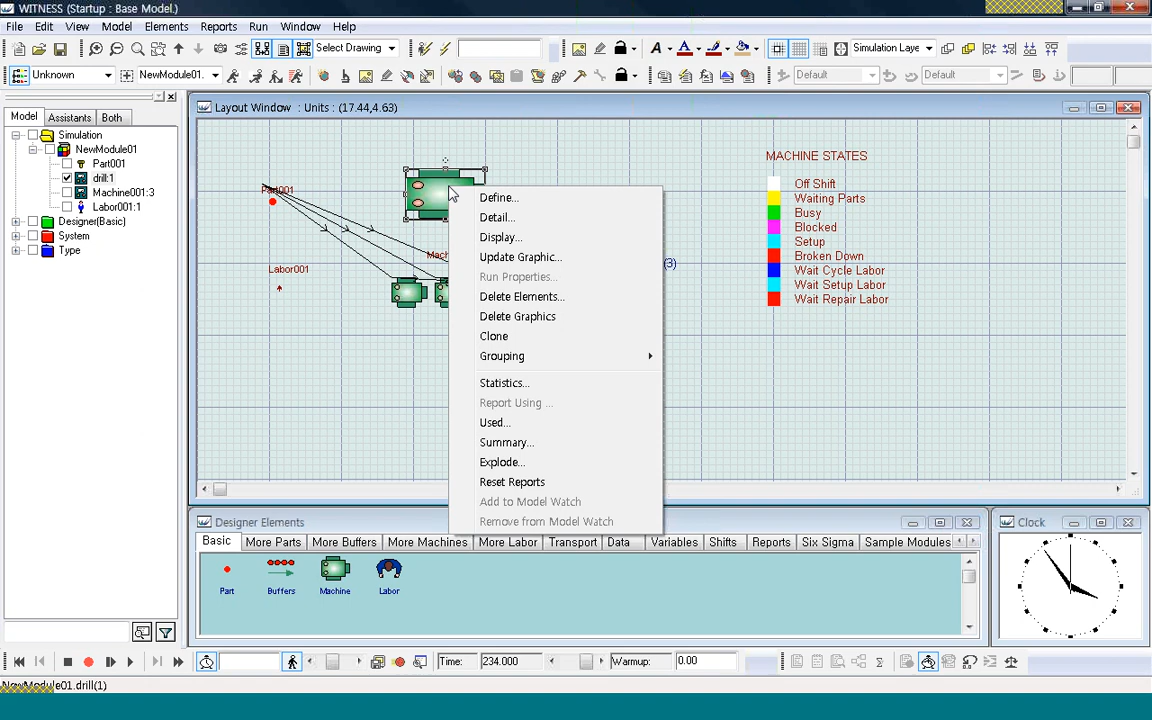 WITNESS (Startup : Base Model.)
File Edit View Model Elements Reports Run Window Help
Select Drawing
Simulation Laye
Unknown
NewModule01.
Default
Default
Model Assistants Both
Simulation
NewModule01
Part001
drill:1
Machine001:3
Labor001:1
Designer(Basic)
System
Type
Layout Window : Units : (17.44,4.63)
Part001
Labor001
Mach
(3)
Define...
Detail...
Display...
Update Graphic...
Run Properties...
Delete Elements...
Delete Graphics
Clone
Grouping
Statistics...
Report Using ...
Used...
Summary...
Explode...
Reset Reports
Add to Model Watch
Remove from Model Watch
MACHINE STATES
Off Shift
Waiting Parts
Busy
Blocked
Setup
Broken Down
Wait Cycle Labor
Wait Setup Labor
Wait Repair Labor
Designer Elements
Basic More Parts More Buffers More Machines More Labor Transport Data Variables Shifts Reports Six Sigma Sample Modules
Part Buffers Machine Labor
Clock
Time: 234.000 Warmup: 0.00
NewModule01.drill(1)